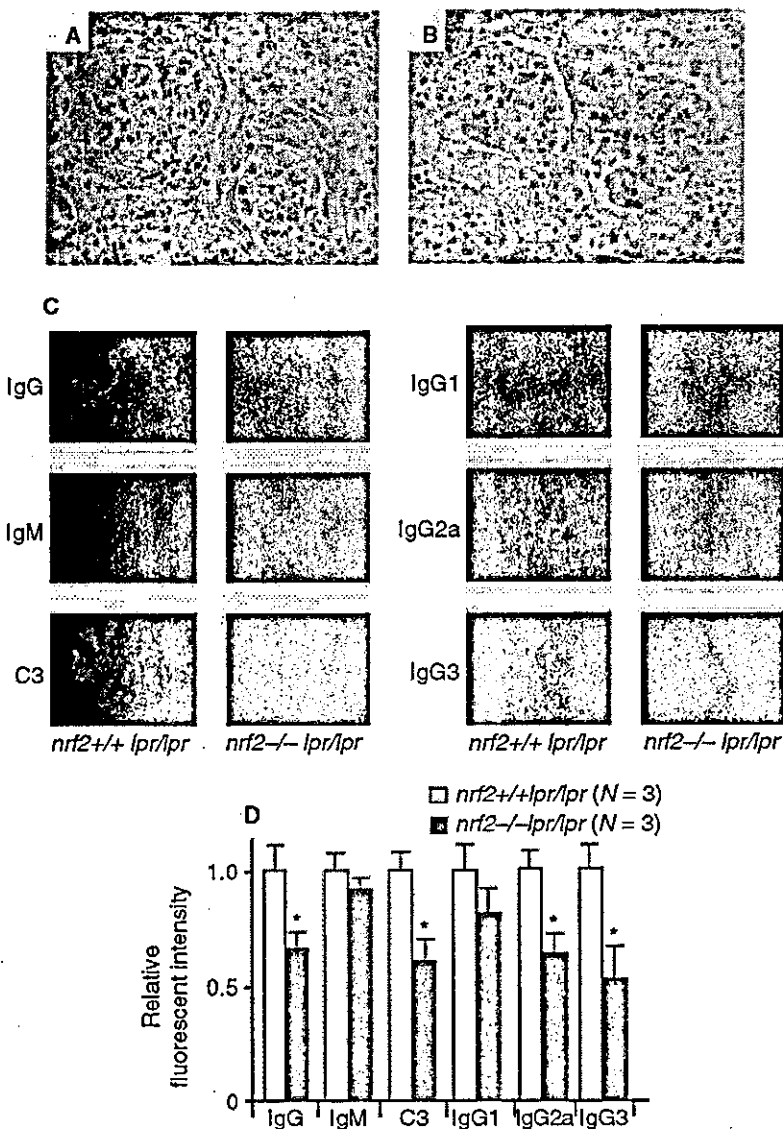 A
B
C
IgG
IgM
C3
nrf2+/+ lpr/lpr
nrf2–/– lpr/lpr
IgG1
IgG2a
IgG3
nrf2+/+ lpr/lpr
nrf2–/– lpr/lpr
D
nrf2+/+lpr/lpr (N = 3)
nrf2–/–lpr/lpr (N = 3)
Relative
fluorescent intensity
1.0
0.5
0
* * * *
IgG IgM C3 IgG1 IgG2a IgG3